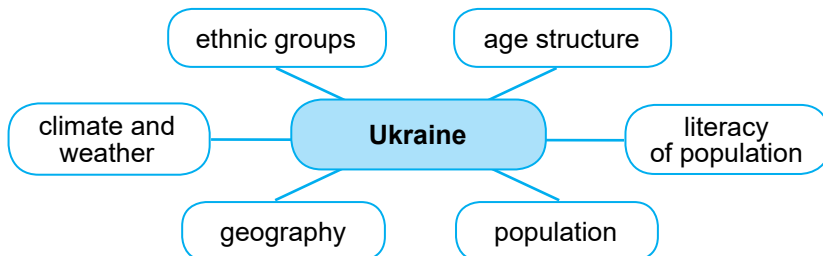 ethnic groups
age structure
climate and
weather
Ukraine
literacy
of population
geography
population